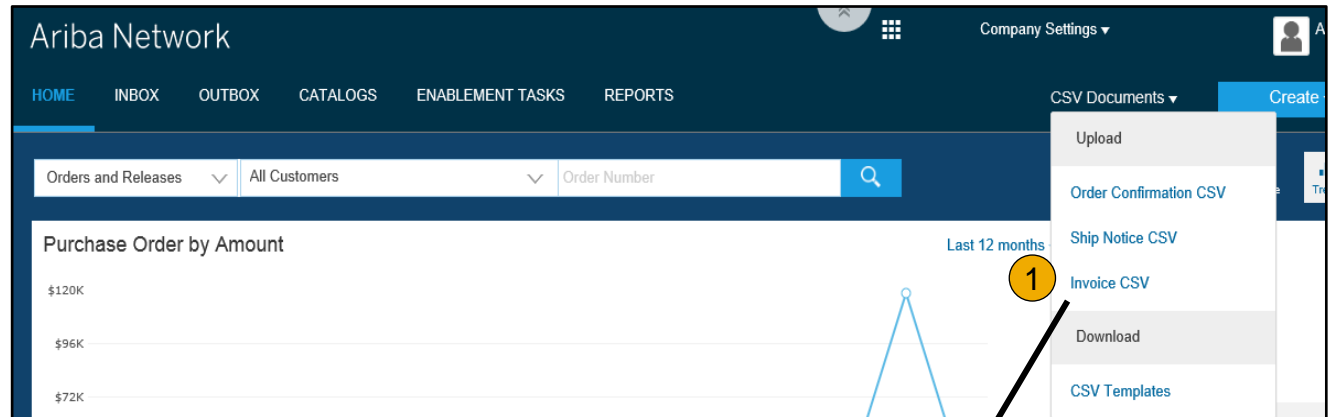 Ariba Network
Company Settings ▾
HOME INBOX OUTBOX CATALOGS ENABLEMENT TASKS REPORTS
CSV Documents ▾
Create
Upload
Orders and Releases
All Customers
Order Number
Order Confirmation CSV
Purchase Order by Amount
Last 12 months
Ship Notice CSV
1
Invoice CSV
$120K
Download
$96K
CSV Templates
$72K